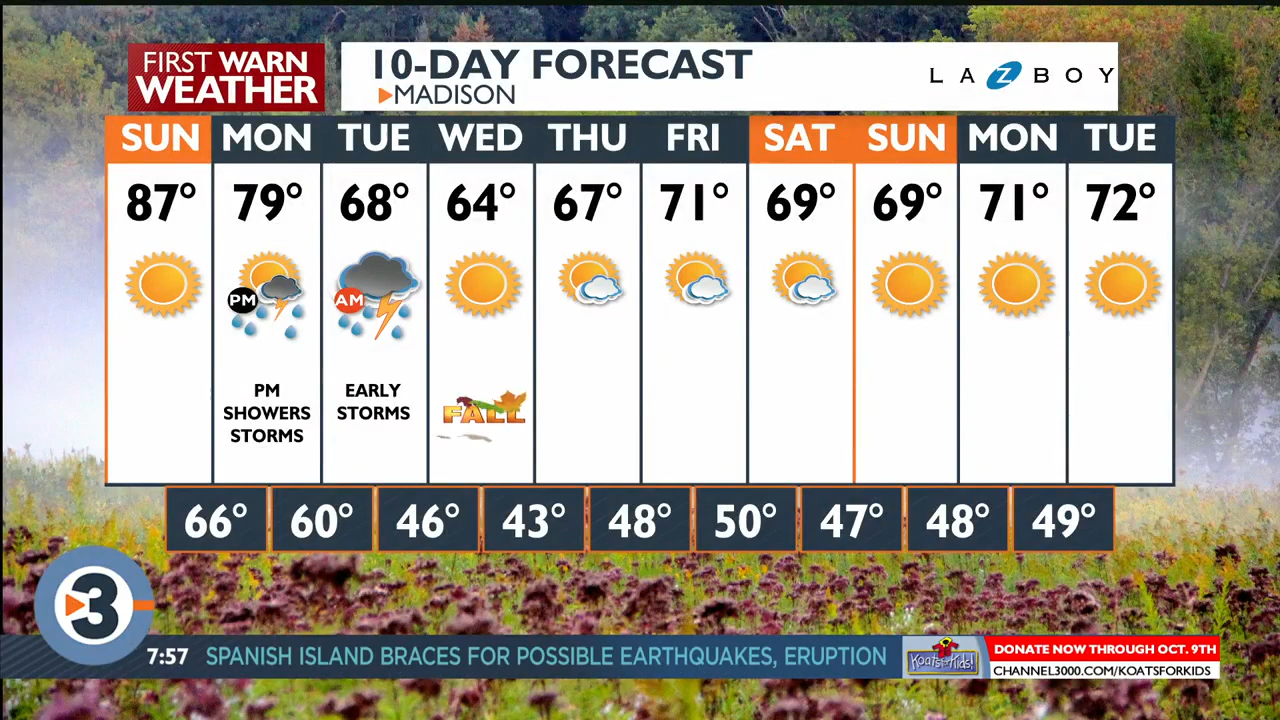 FIRST WARN
WEATHER
10-DAY FORECAST
MADISON
LA Z BOY
SUN MON TUE WED THU FRI SAT SUN MON TUE
87° 79° 68° 64° 67° 71° 69° 69° 71° 72°
PM AM
PM
SHOWERS
STORMS
EARLY
STORMS
FALL
66° 60° 46° 43° 48° 50° 47° 48° 49°
3
7:57 SPANISH ISLAND BRACES FOR POSSIBLE EARTHQUAKES, ERUPTION
Koats for Kids!
DONATE NOW THROUGH OCT. 9TH
CHANNEL3000.COM/KOATSFORKIDS